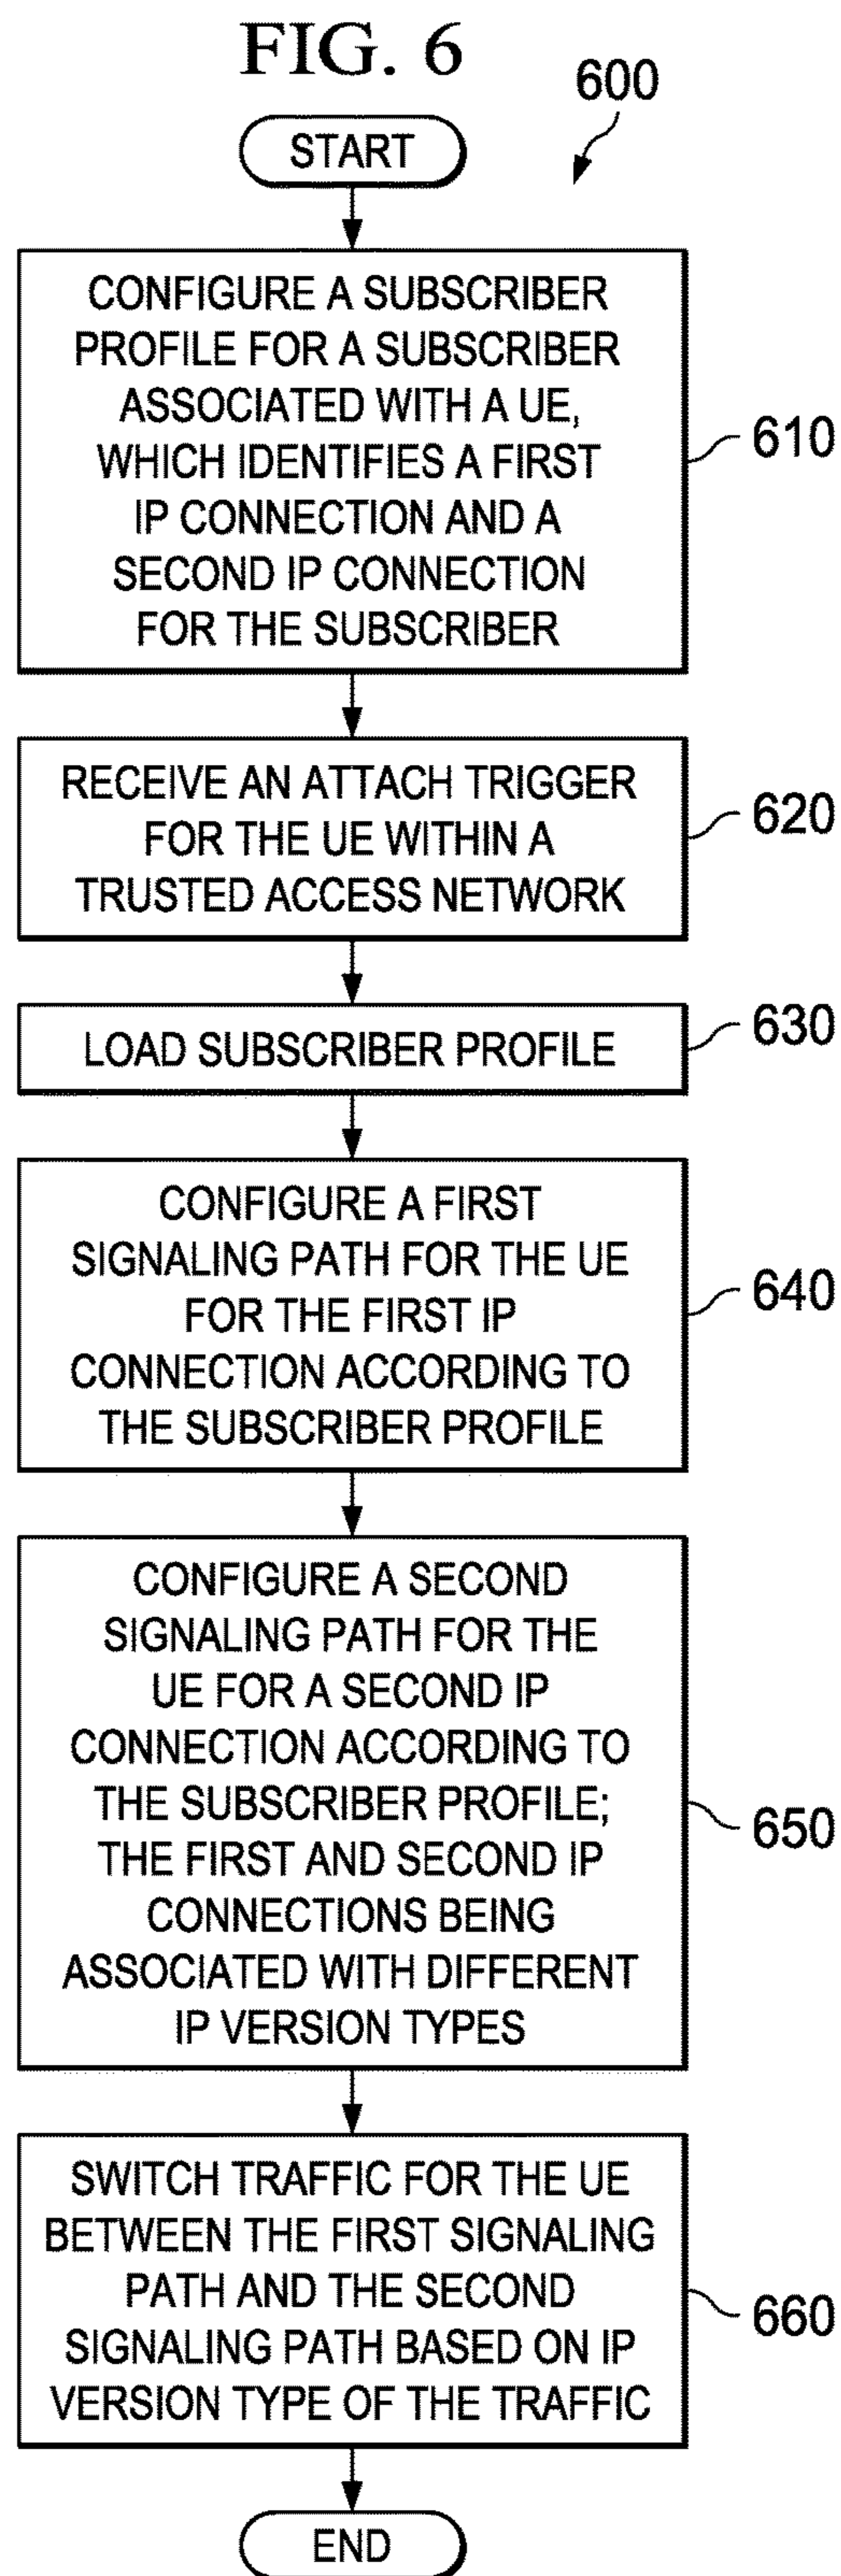 FIG. 6
600
START
CONFIGURE A SUBSCRIBER
PROFILE FOR A SUBSCRIBER
ASSOCIATED WITH A UE,
WHICH IDENTIFIES A FIRST
IP CONNECTION AND A
SECOND IP CONNECTION
FOR THE SUBSCRIBER
610
RECEIVE AN ATTACH TRIGGER
FOR THE UE WITHIN A
TRUSTED ACCESS NETWORK
620
LOAD SUBSCRIBER PROFILE
630
CONFIGURE A FIRST
SIGNALING PATH FOR THE UE
FOR THE FIRST IP
CONNECTION ACCORDING TO
THE SUBSCRIBER PROFILE
640
CONFIGURE A SECOND
SIGNALING PATH FOR THE
UE FOR A SECOND IP
CONNECTION ACCORDING TO
THE SUBSCRIBER PROFILE;
THE FIRST AND SECOND IP
CONNECTIONS BEING
ASSOCIATED WITH DIFFERENT
IP VERSION TYPES
650
SWITCH TRAFFIC FOR THE UE
BETWEEN THE FIRST SIGNALING
PATH AND THE SECOND
SIGNALING PATH BASED ON IP
VERSION TYPE OF THE TRAFFIC
660
END